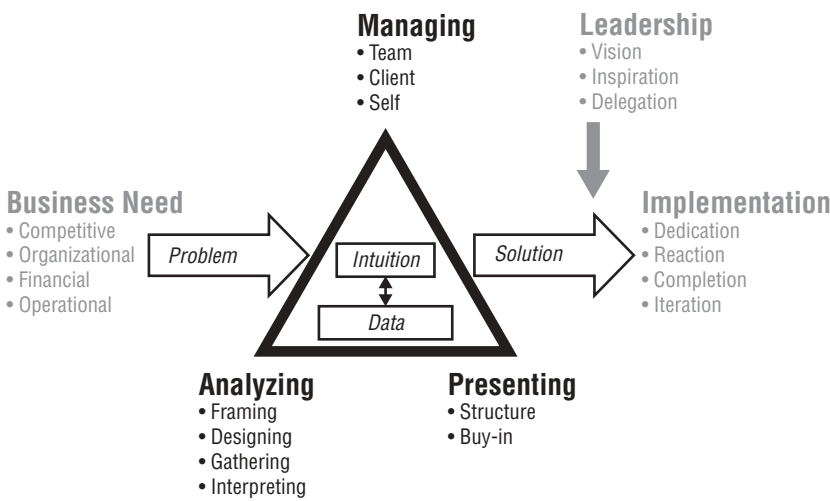 Managing
• Team
• Client
• Self
Leadership
• Vision
• Inspiration
• Delegation
Business Need
• Competitive
• Organizational
• Financial
• Operational
Problem
Intuition
Data
Solution
Implementation
• Dedication
• Reaction
• Completion
• Iteration
Analyzing
• Framing
• Designing
• Gathering
• Interpreting
Presenting
• Structure
• Buy-in